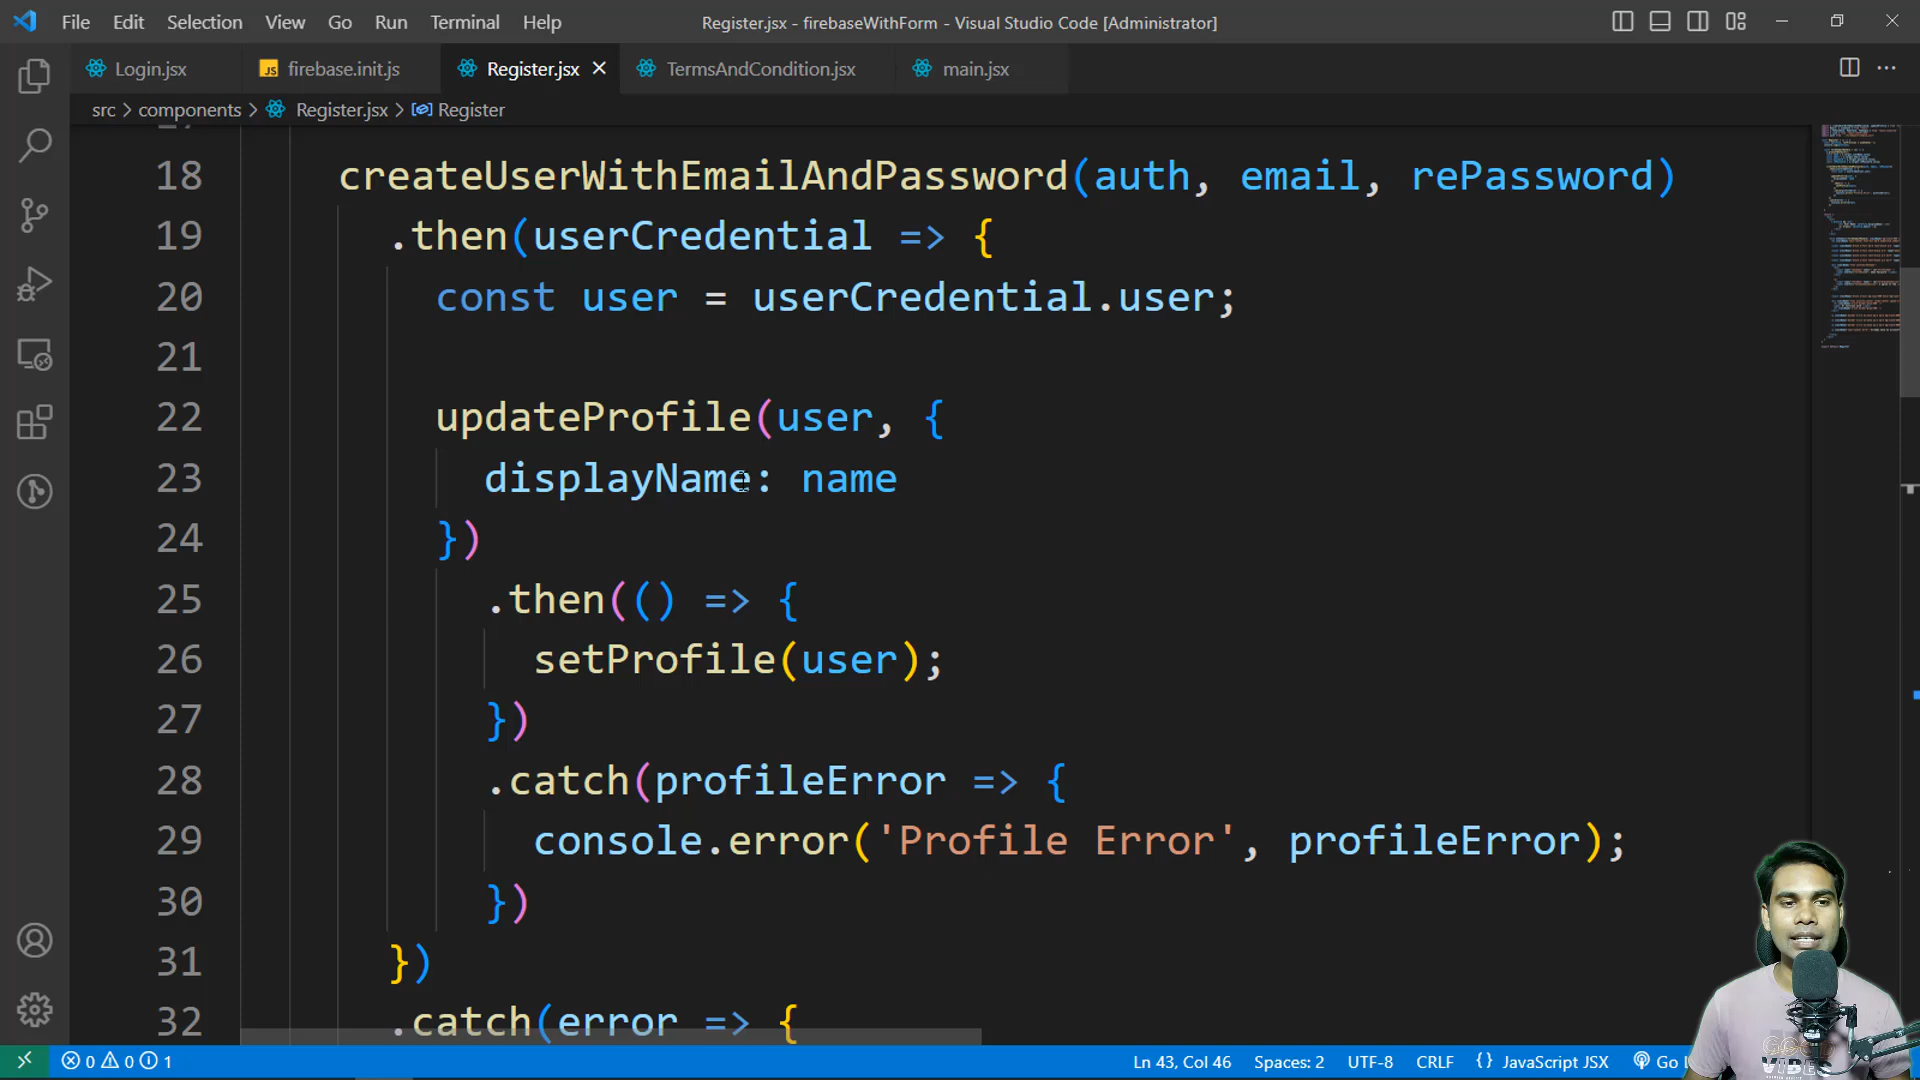 File Edit Selection View Go Run Terminal Help
Register.jsx - firebaseWithForm - Visual Studio Code [Administrator]
Login.jsx
JS firebase.init.js
Register.jsx
TermsAndCondition.jsx
main.jsx
src > components > Register.jsx > Register
18 createUserWithEmailAndPassword(auth, email, rePassword)
19 .then(userCredential => {
20 const user = userCredential.user;
21
22 updateProfile(user, {
23 displayName: name
24 })
25 .then(() => {
26 setProfile(user);
27 })
28 .catch(profileError => {
29 console.error('Profile Error', profileError);
30 })
31 })
32 .catch(error => {
0 0 1
Ln 43, Col 46 Spaces: 2 UTF-8 CRLF {} JavaScript JSX Go
GOOD
VIBES